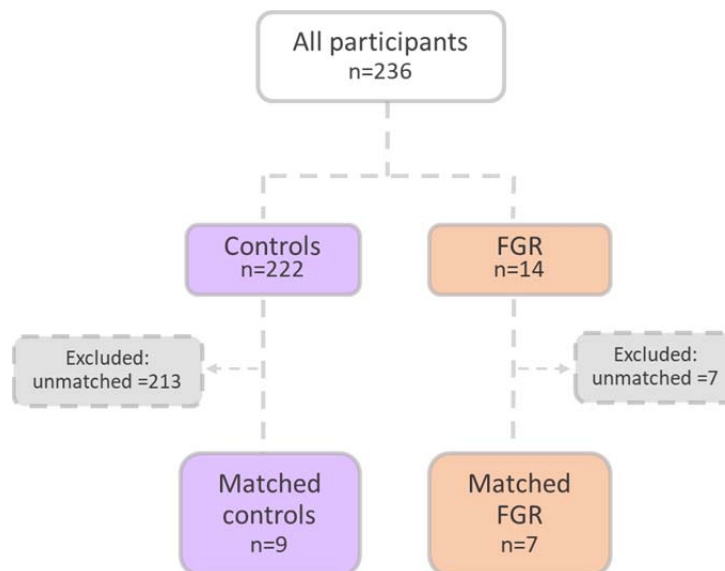 All participants
n=236
Controls
n=222
FGR
n=14
Excluded:
unmatched =213
Excluded:
unmatched =7
Matched
controls
n=9
Matched
FGR
n=7